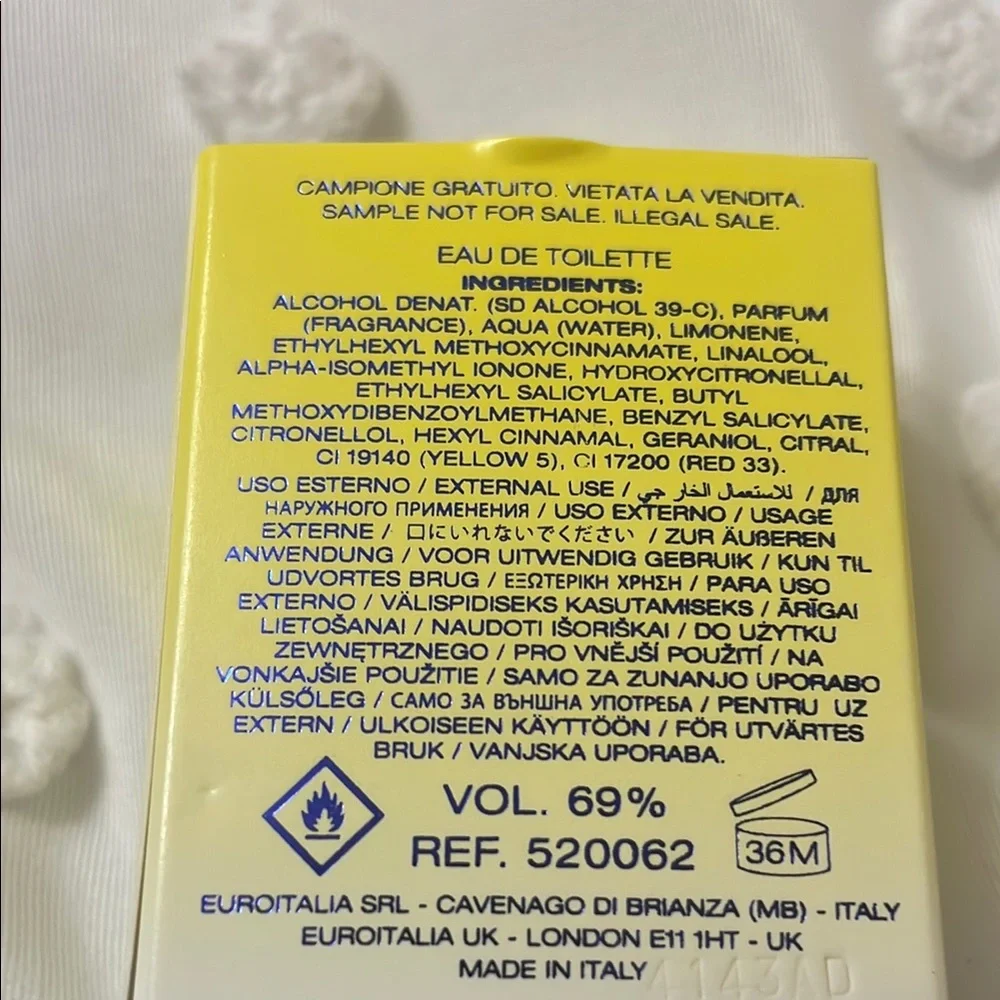 CAMPIONE GRATUITO. VIETATA LA VENDITA.
SAMPLE NOT FOR SALE. ILLEGAL SALE.
EAU DE TOILETTE
INGREDIENTS:
ALCOHOL DENAT. (SD ALCOHOL 39-C), PARFUM
(FRAGRANCE), AQUA (WATER), LIMONENE,
ETHYLHEXYL METHOXYCINNAMATE, LINALOOL,
ALPHA-ISOMETHYL IONONE, HYDROXYCITRONELLAL,
ETHYLHEXYL SALICYLATE, BUTYL
METHOXYDIBENZOYLMETHANE, BENZYL SALICYLATE,
CITRONELLOL, HEXYL CINNAMAL, GERANIOL, CITRAL,
CI 19140 (YELLOW 5), CI 17200 (RED 33).
USO ESTERNO / EXTERNAL USE / للاستعمال الخارجي / ДЛЯ
НАРУЖНОГО ПРИМЕНЕНИЯ / USO EXTERNO / USAGE
EXTERNE / 口にいれないでください / ZUR ÄUßEREN
ANWENDUNG / VOOR UITWENDIG GEBRUIK / KUN TIL
UDVORTES BRUG / ΕΞΩΤΕΡΙΚΗ ΧΡΗΣΗ / PARA USO
EXTERNO / VÄLISPIDISEKS KASUTAMISEKS / ĀRĪGAI
LIETOŠANAI / NAUDOTI IŠORIŠKAI / DO UŻYTKU
ZEWNĘTRZNEGO / PRO VNĚJŠÍ POUŽITÍ / NA
VONKAJŠIE POUŽITIE / SAMO ZA ZUNANJO UPORABO
KÜLSŐLEG / САМО ЗА ВЪНШНА УПОТРЕБА / PENTRU UZ
EXTERN / ULKOISEEN KÄYTTÖÖN / FÖR UTVÄRTES
BRUK / VANJSKA UPORABA.
VOL. 69%
REF. 520062
36M
EUROITALIA SRL - CAVENAGO DI BRIANZA (MB) - ITALY
EUROITALIA UK - LONDON E11 1HT - UK
MADE IN ITALY
4143AD